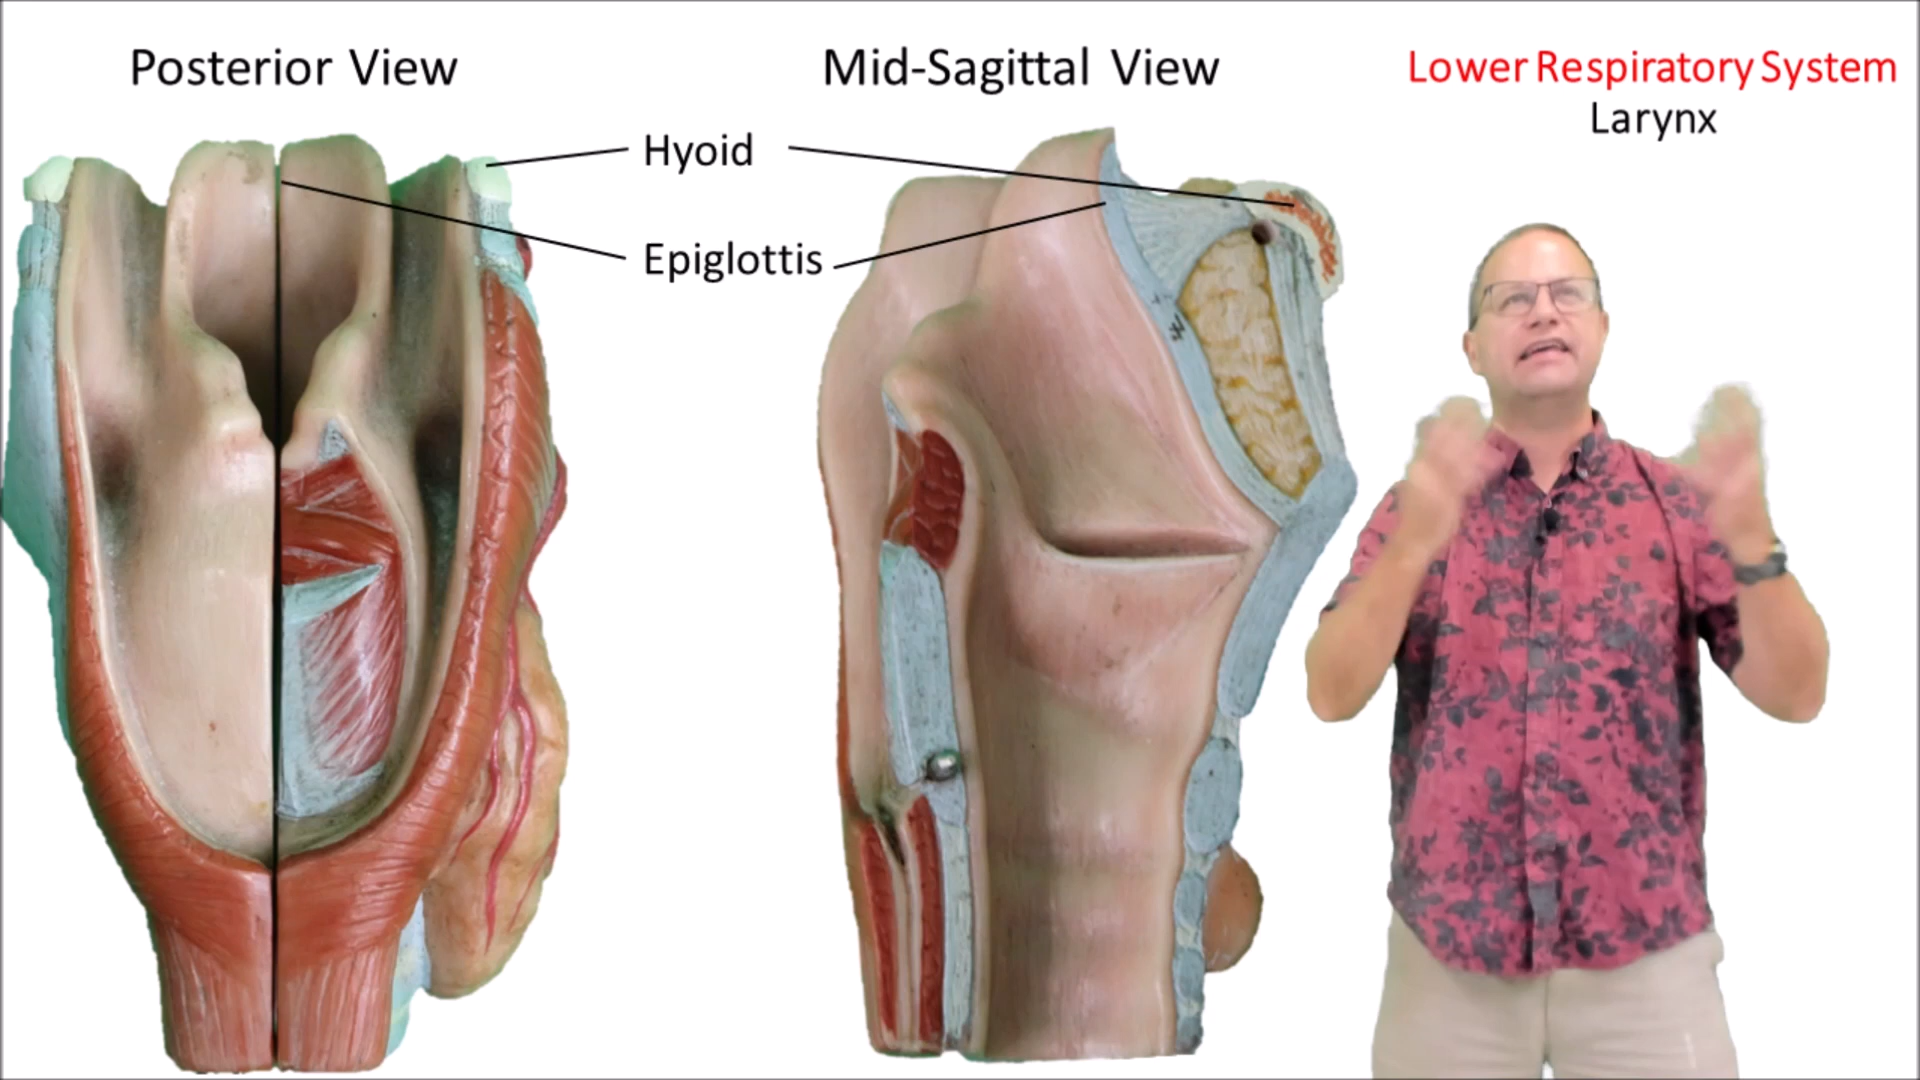 Posterior View
Mid-Sagittal View
Lower Respiratory System
Larynx
Hyoid
Epiglottis